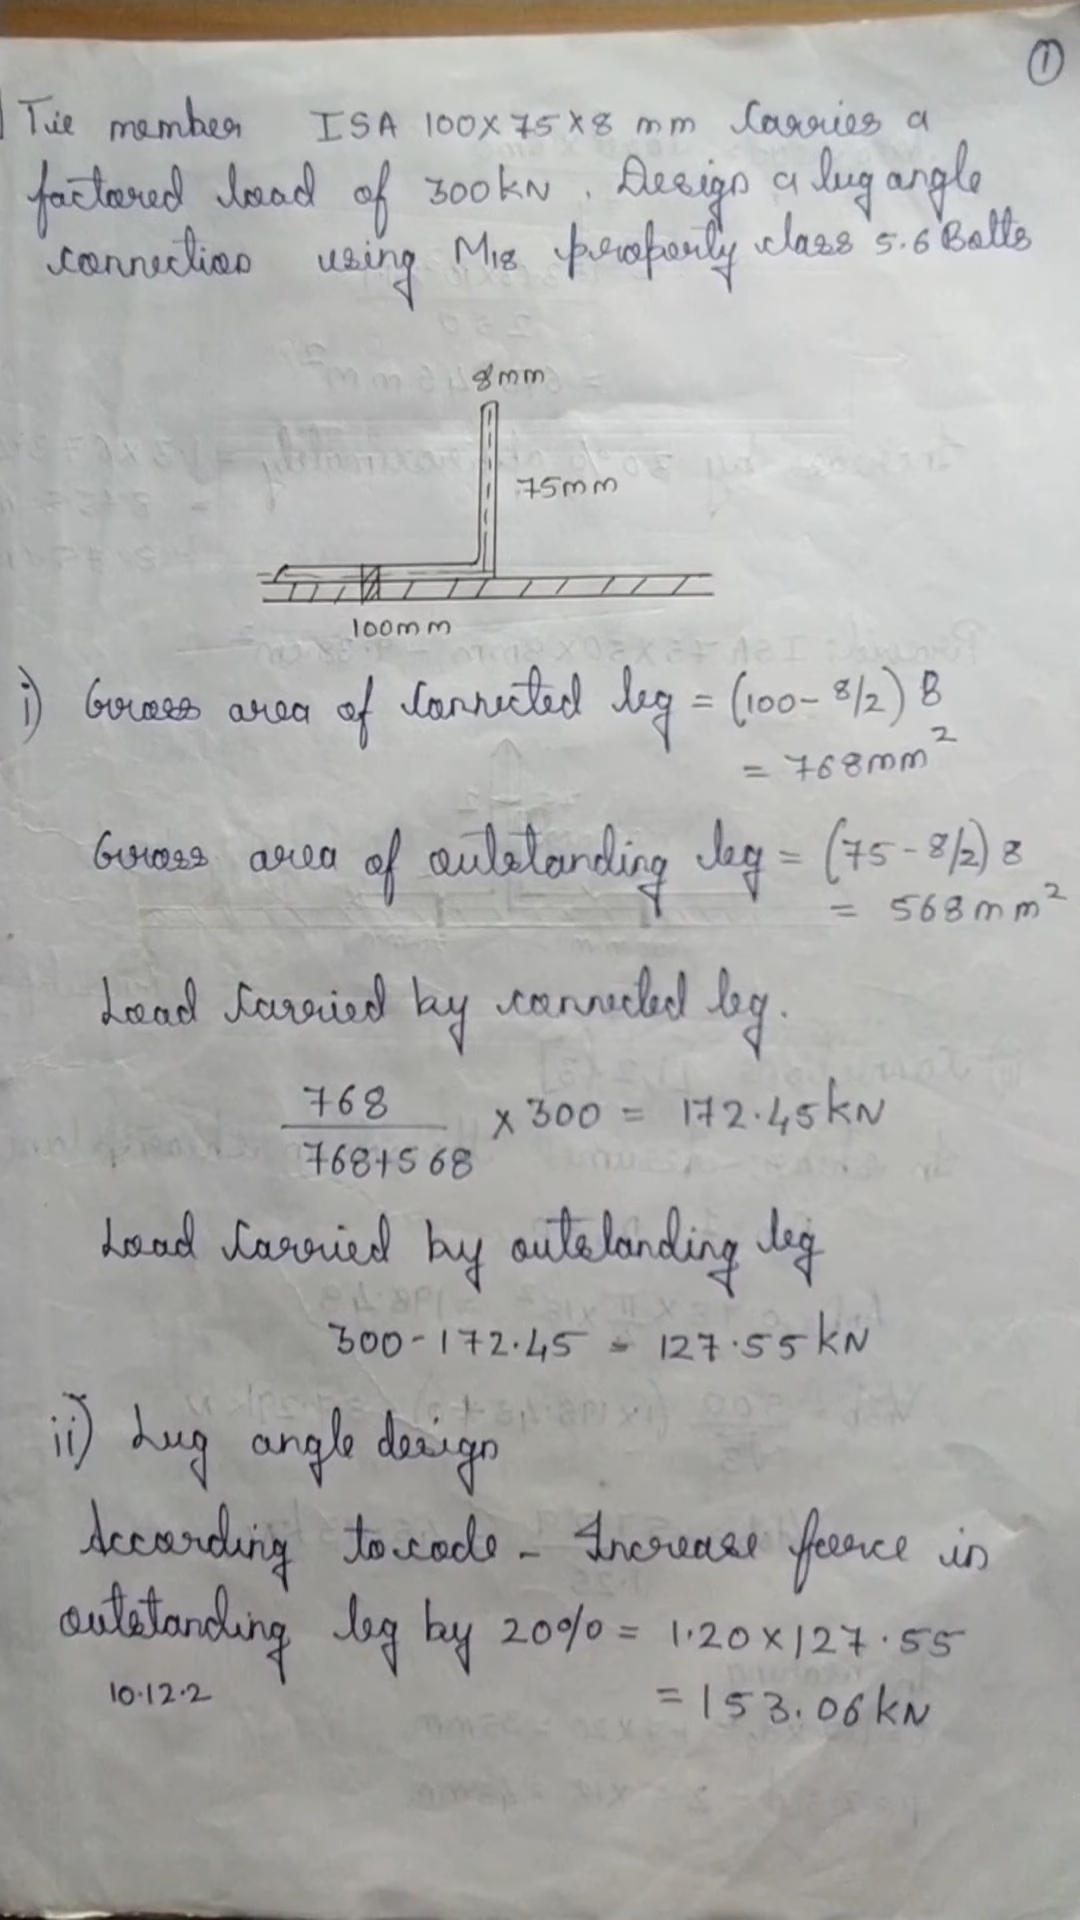 ①
Tie member ISA 100×75×8 mm Carries a
factored load of 300kN. Design a lug angle
connection using M18 property class 5.6 Bolts
8mm
75mm
100mm
i) Gross area of Connected leg = (100-8/2) 8
= 768mm²
Gross area of outstanding leg = (75-8/2) 8
= 568mm²
Load Carried by connected leg.
768
/ 768+568 × 300 = 172.45kN
Load Carried by outstanding leg
300-172.45 = 127.55kN
ii) Lug angle design
According to code - Increase force in
outstanding leg by 20% = 1.20×127.55
10.12.2
= 153.06kN